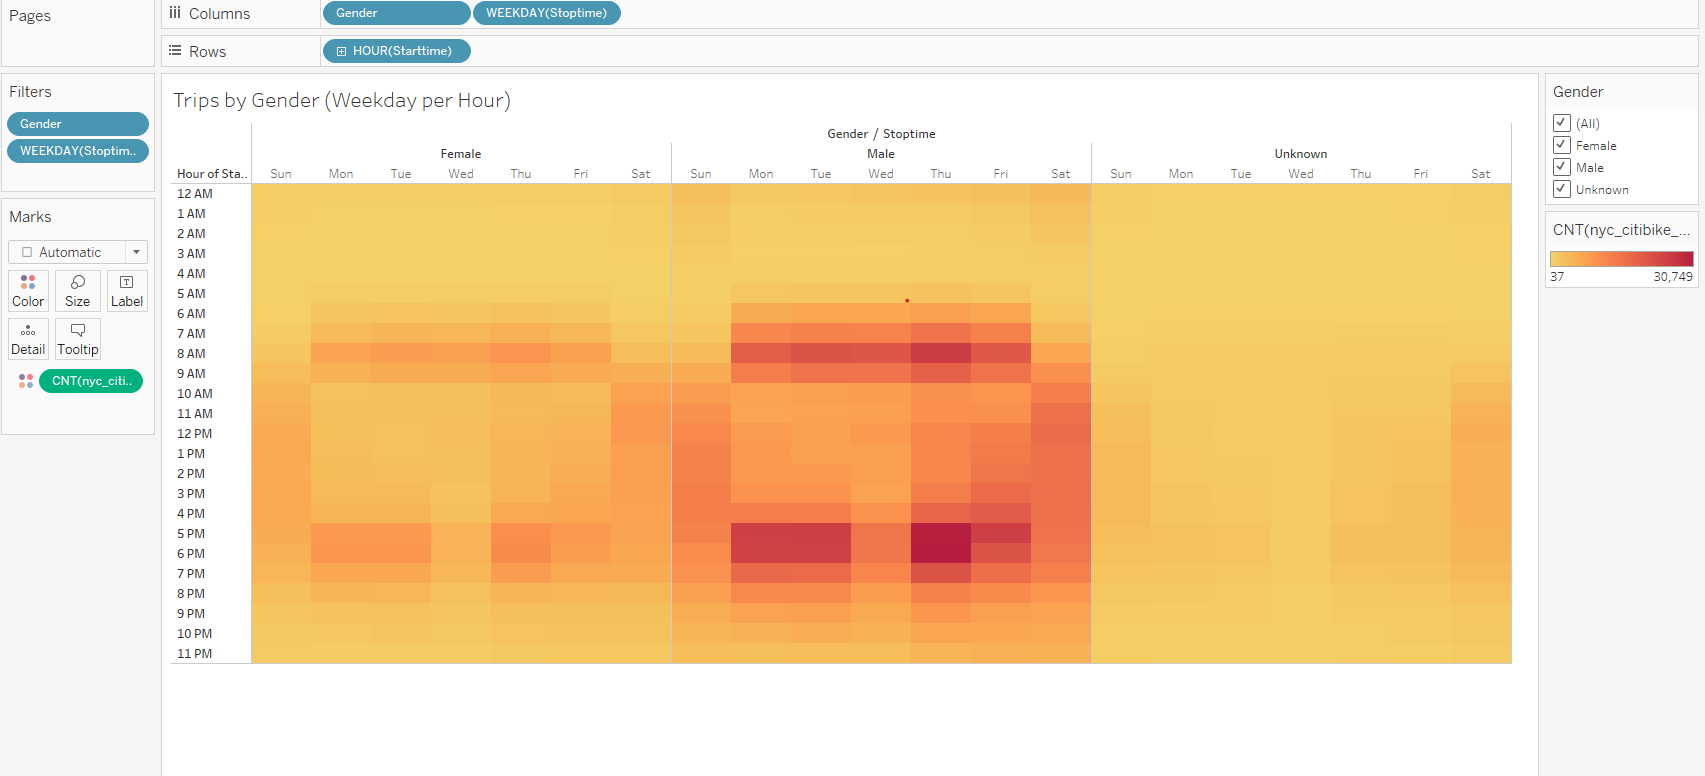 Pages
Columns
Gender
WEEKDAY(Stoptime)
Rows
HOUR(Starttime)
Filters
Gender
WEEKDAY(Stoptim..
Marks
Automatic
Color
Size
Label
Detail
Tooltip
CNT(nyc_citi..
Trips by Gender (Weekday per Hour)
Gender / Stoptime
Female
Male
Unknown
Hour of Sta..
Sun Mon Tue Wed Thu Fri Sat Sun Mon Tue Wed Thu Fri Sat Sun Mon Tue Wed Thu Fri Sat
12 AM
1 AM
2 AM
3 AM
4 AM
5 AM
6 AM
7 AM
8 AM
9 AM
10 AM
11 AM
12 PM
1 PM
2 PM
3 PM
4 PM
5 PM
6 PM
7 PM
8 PM
9 PM
10 PM
11 PM
Gender
(All)
Female
Male
Unknown
CNT(nyc_citibike_...
37 30,749